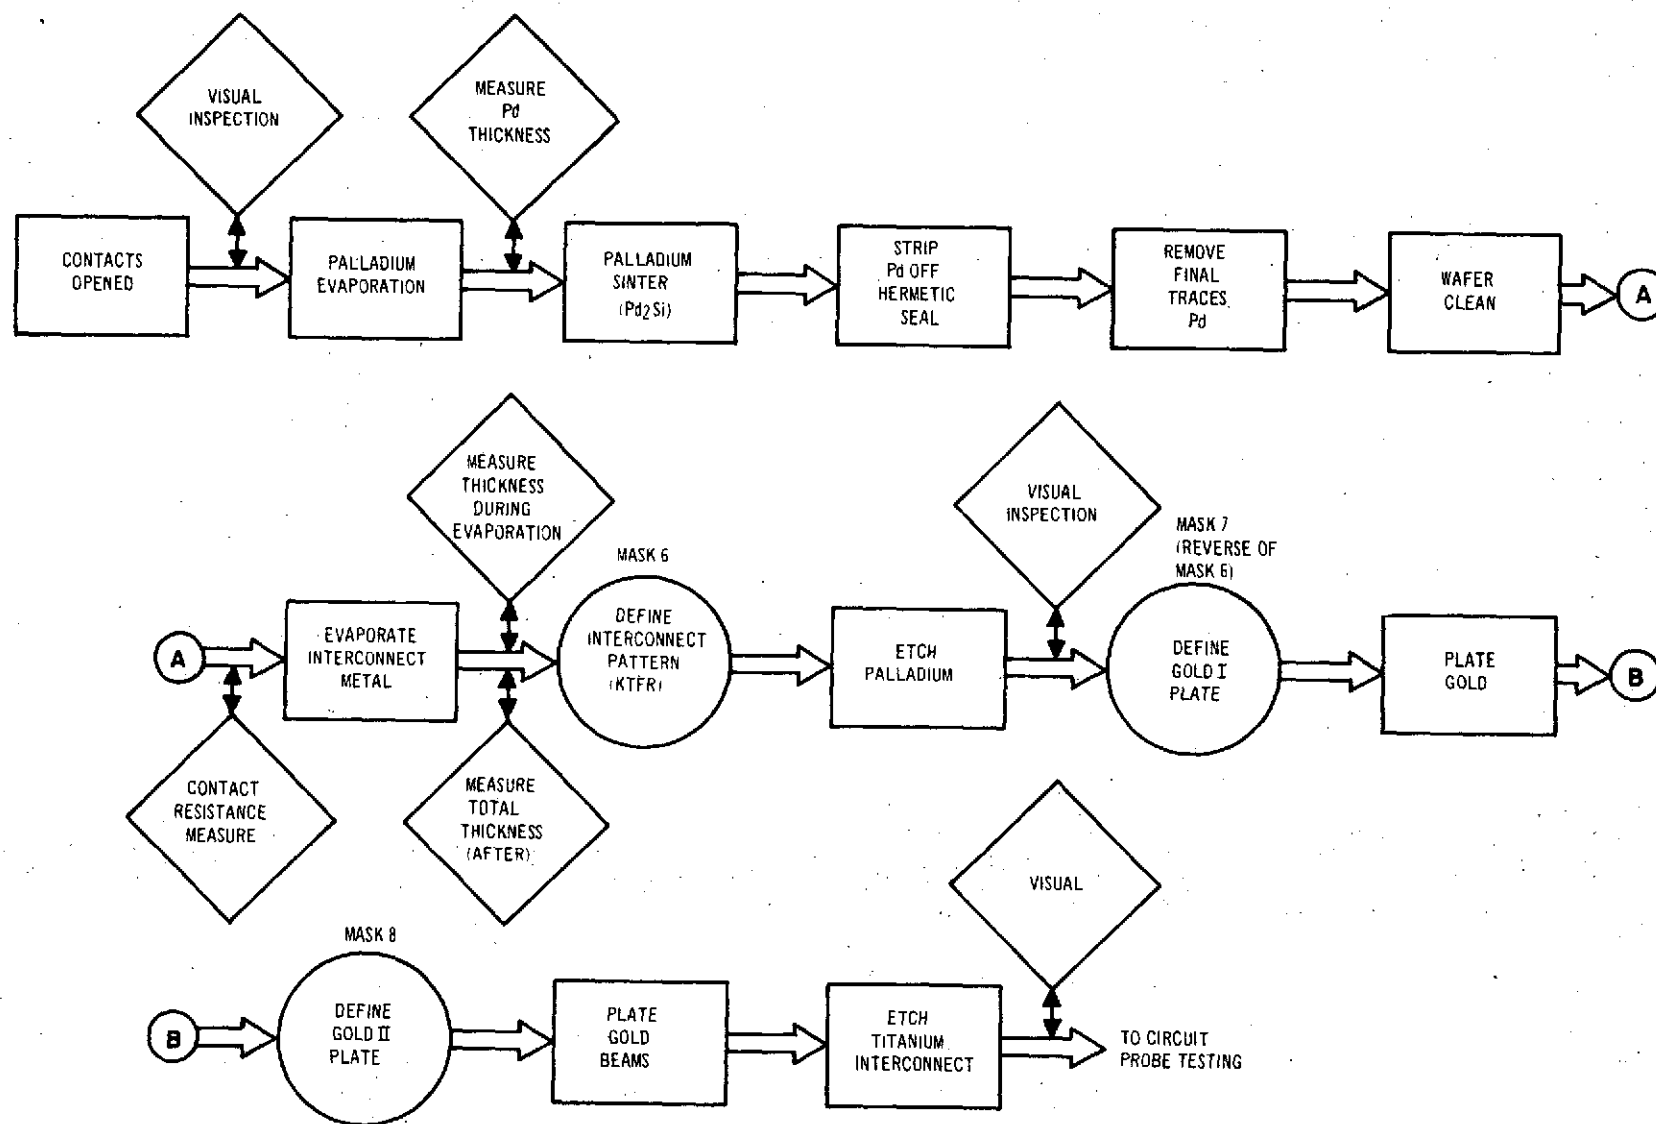 VISUAL
INSPECTION
MEASURE
Pd
THICKNESS
CONTACTS
OPENED
PALLADIUM
EVAPORATION
PALLADIUM
SINTER
(Pd2Si)
STRIP
Pd OFF
HERMETIC
SEAL
REMOVE
FINAL
TRACES
Pd
WAFER
CLEAN
A
MEASURE
THICKNESS
DURING
EVAPORATION
VISUAL
INSPECTION
MASK 6
MASK 7
(REVERSE OF
MASK 6)
A
EVAPORATE
INTERCONNECT
METAL
DEFINE
INTERCONNECT
PATTERN
(KTFR)
ETCH
PALLADIUM
DEFINE
GOLD I
PLATE
PLATE
GOLD
B
CONTACT
RESISTANCE
MEASURE
MEASURE
TOTAL
THICKNESS
(AFTER)
VISUAL
MASK 8
B
DEFINE
GOLD II
PLATE
PLATE
GOLD
BEAMS
ETCH
TITANIUM
INTERCONNECT
TO CIRCUIT
PROBE TESTING